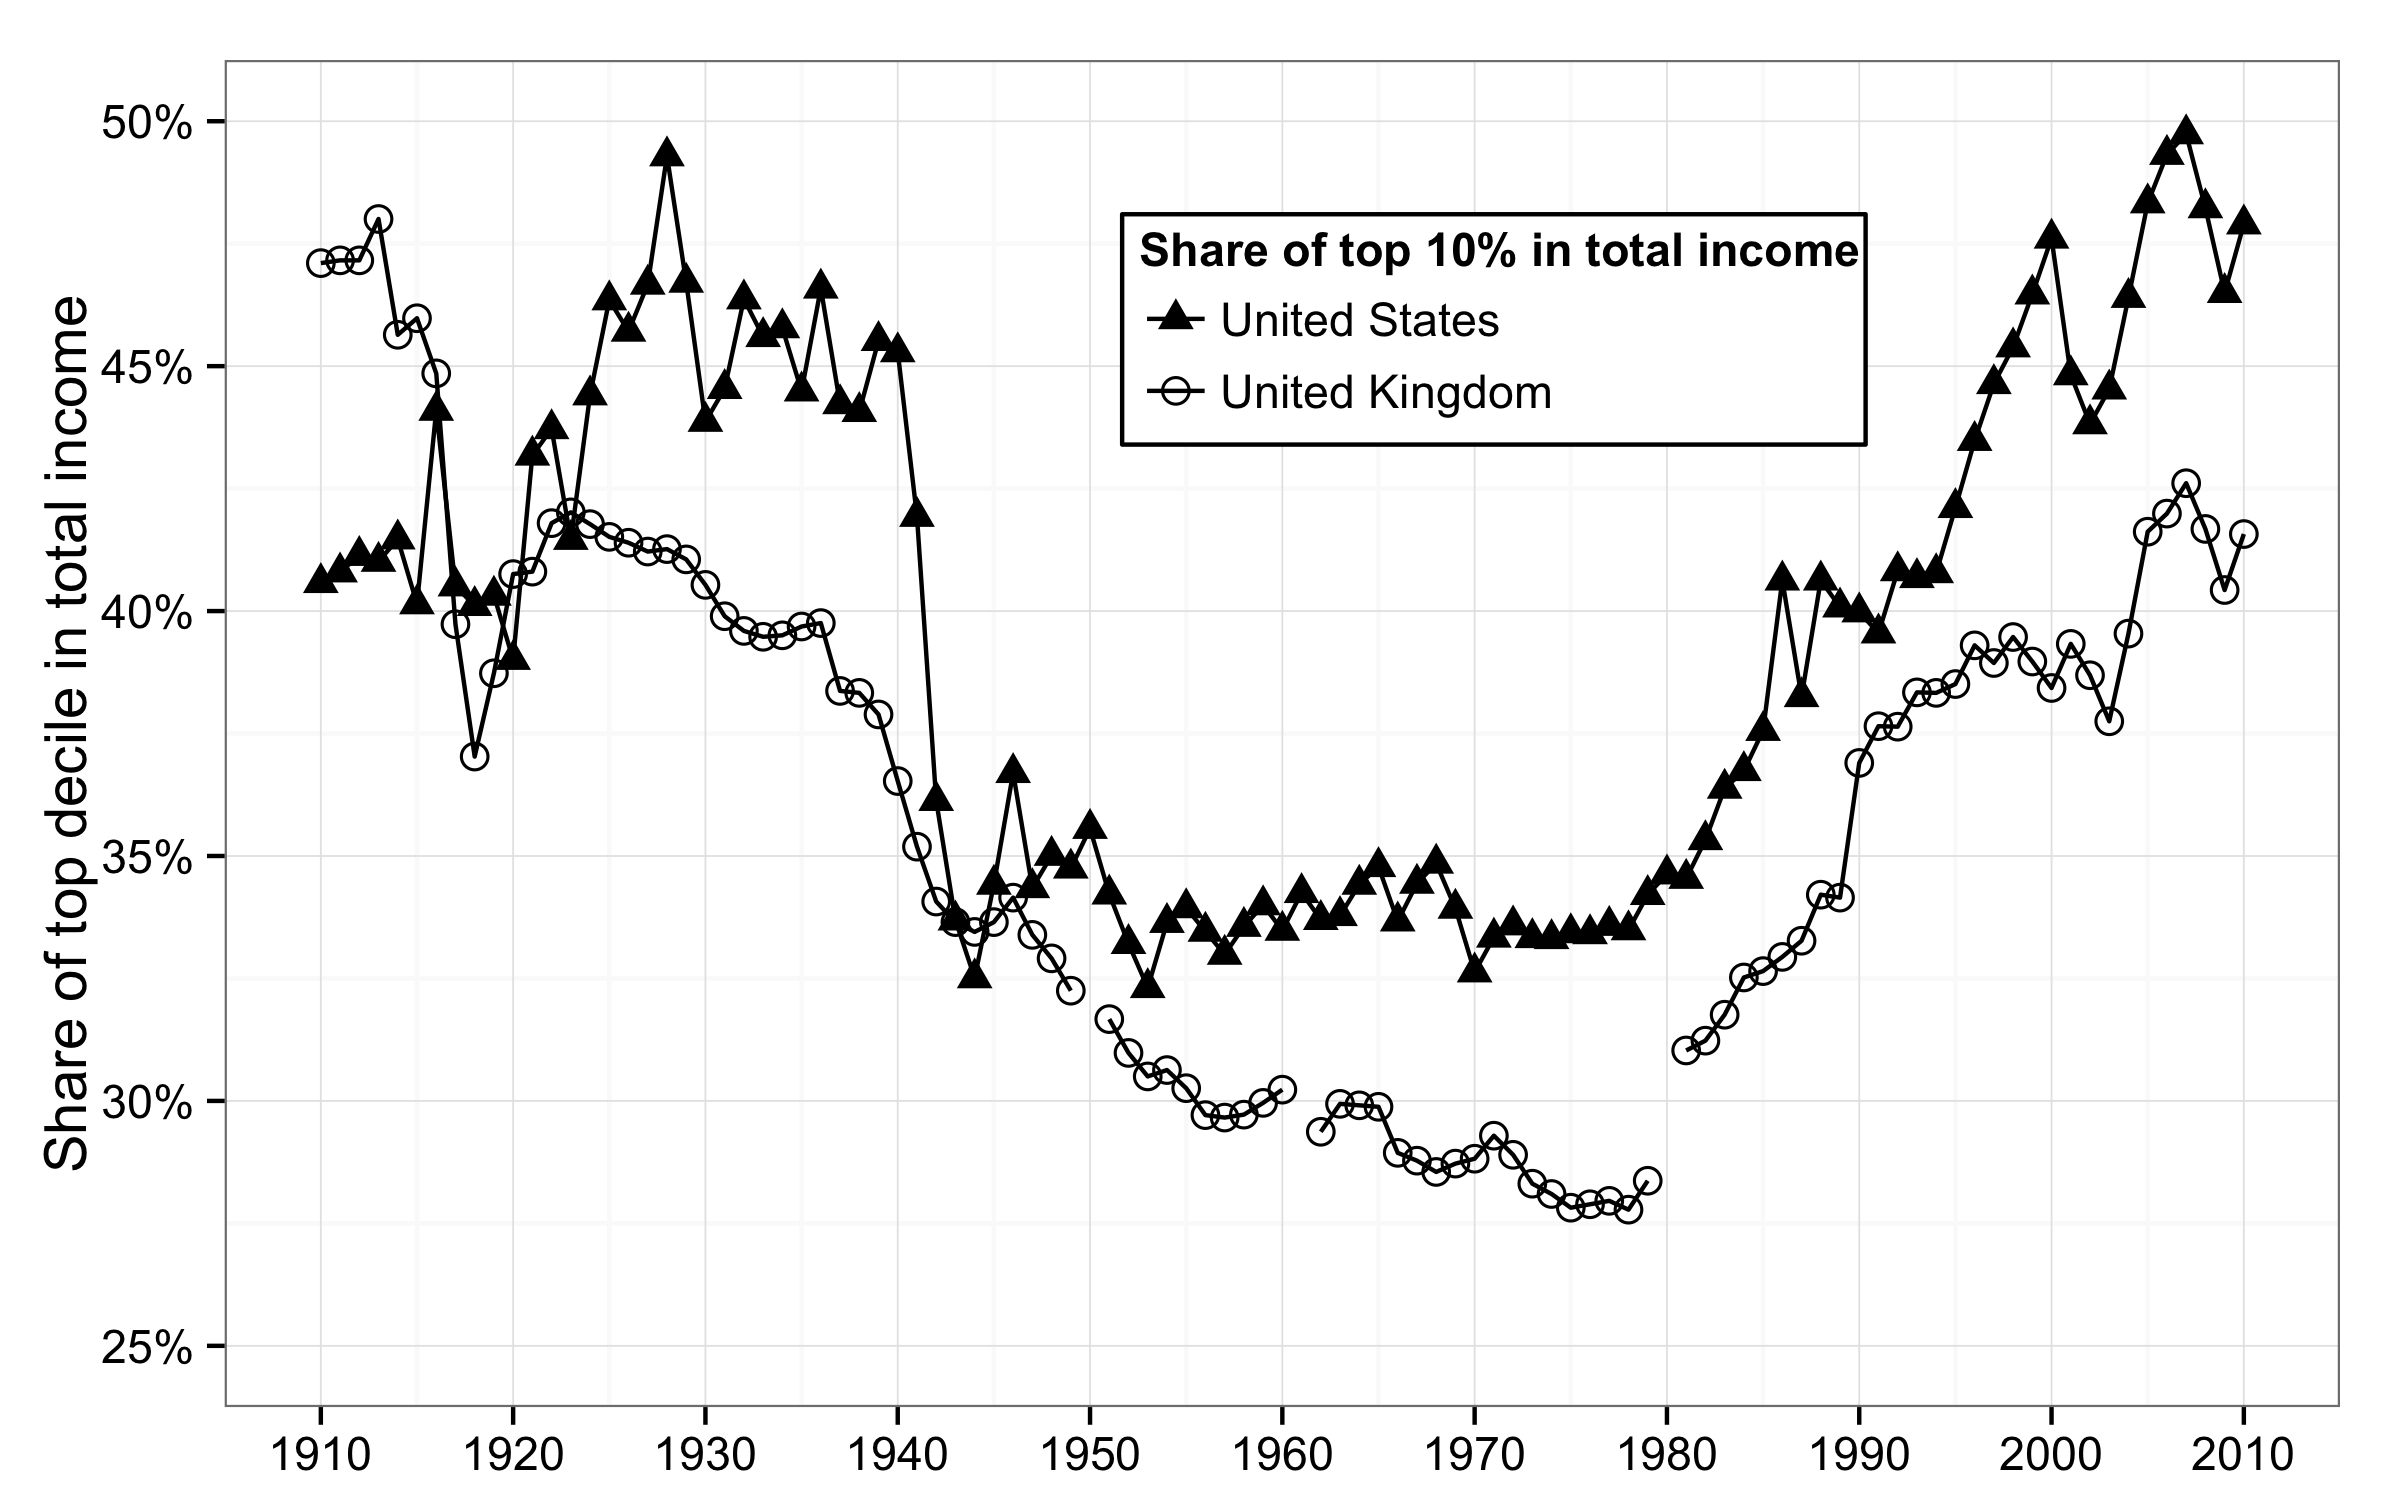 Share of top decile in total income
50%
45%
40%
35%
30%
25%
Share of top 10% in total income
United States
United Kingdom
1910 1920 1930 1940 1950 1960 1970 1980 1990 2000 2010